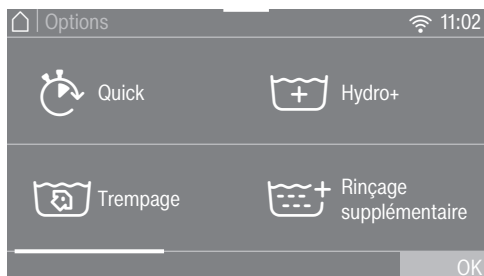 Options
11:02
Quick
Hydro+
Trempage
Rinçage
supplémentaire
OK